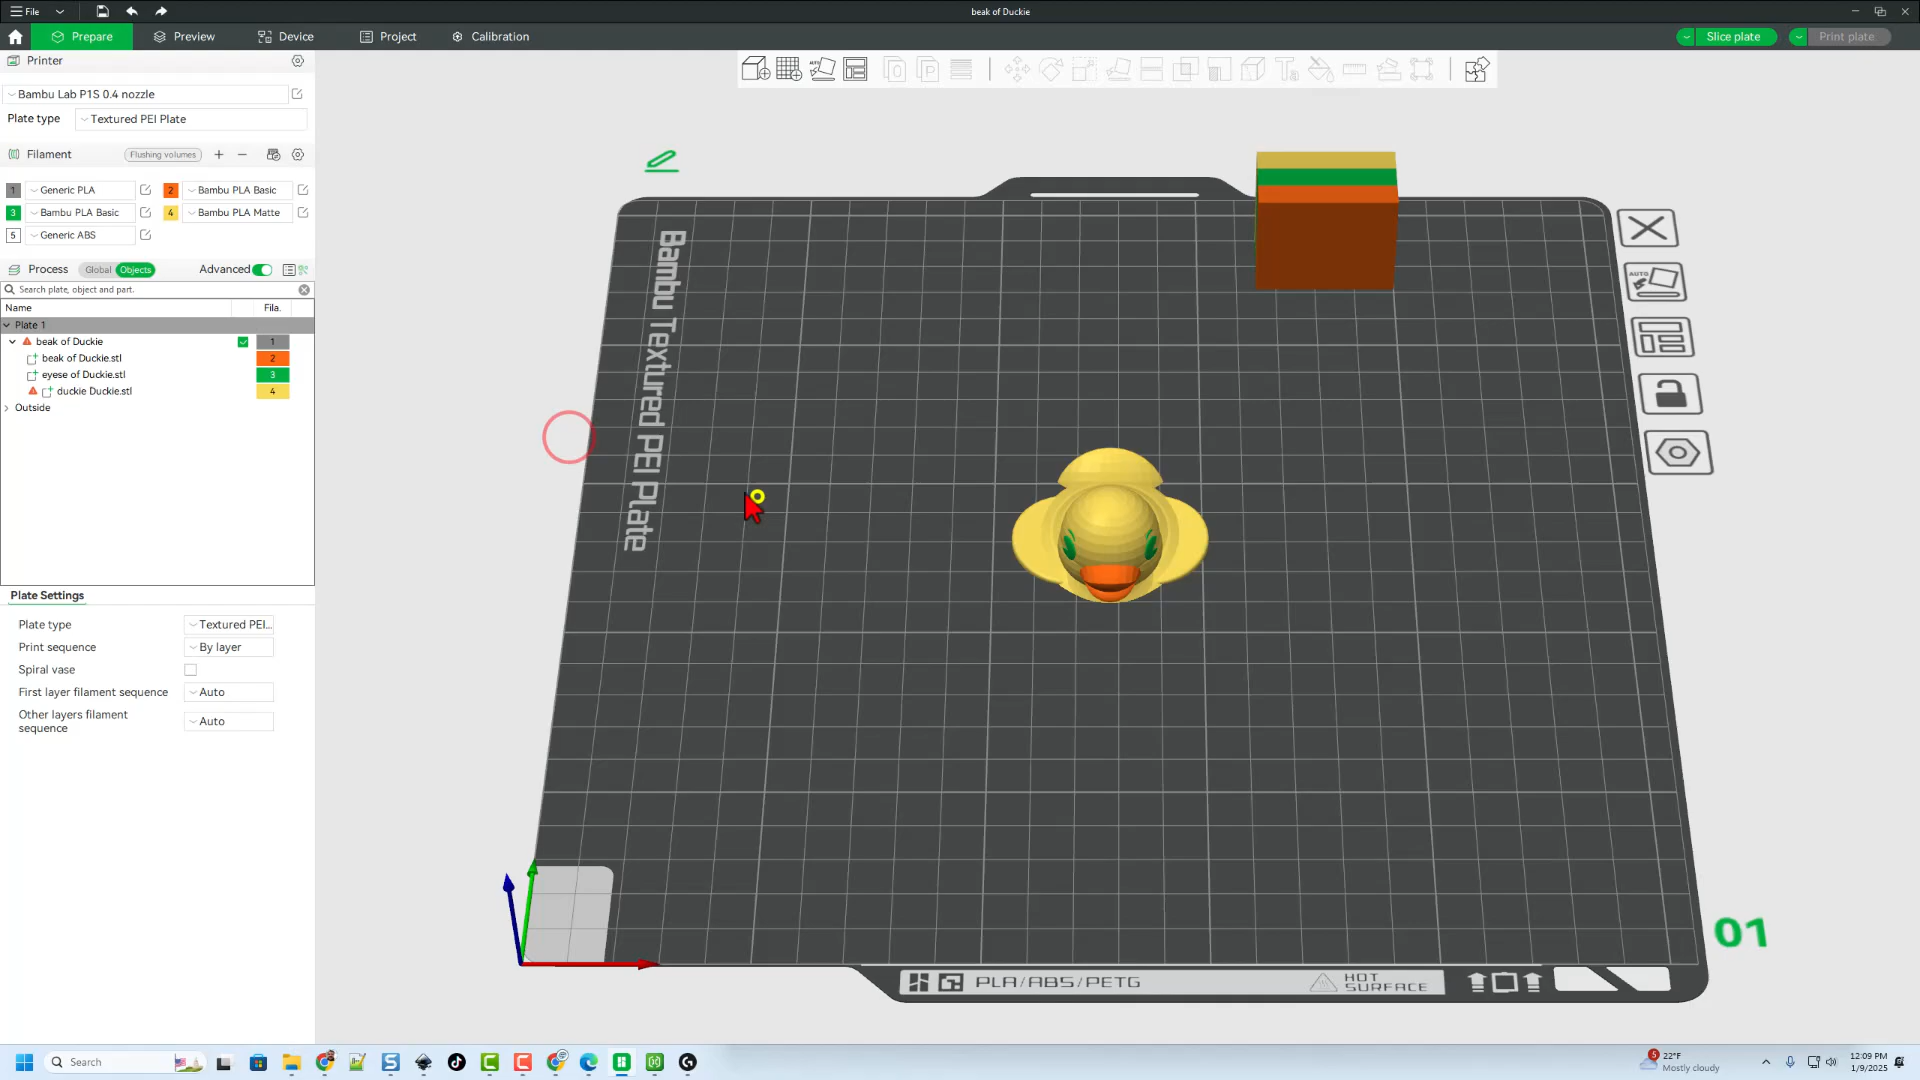 File
beak of Duckie
Prepare
Preview
Device
Project
Calibration
Slice plate
Print plate
Printer
Bambu Lab P1S 0.4 nozzle
Plate type
Textured PEI Plate
Filament
Flushing volumes
1 Generic PLA
2 Bambu PLA Basic
3 Bambu PLA Basic
4 Bambu PLA Matte
5 Generic ABS
Process Global Objects Advanced
Search plate, object and part.
Name Fila.
Plate 1
beak of Duckie 1
beak of Duckie.stl 2
eyese of Duckie.stl 3
duckie Duckie.stl 4
Outside
Plate Settings
Plate type Textured PEI...
Print sequence By layer
Spiral vase
First layer filament sequence Auto
Other layers filament
sequence
Auto
AUTO
Bambu Textured PEI Plate
AUTO
01
PLA/ABS/PETG
HOT
SURFACE
Search
5
22°F
Mostly cloudy
12:09 PM
1/9/2025